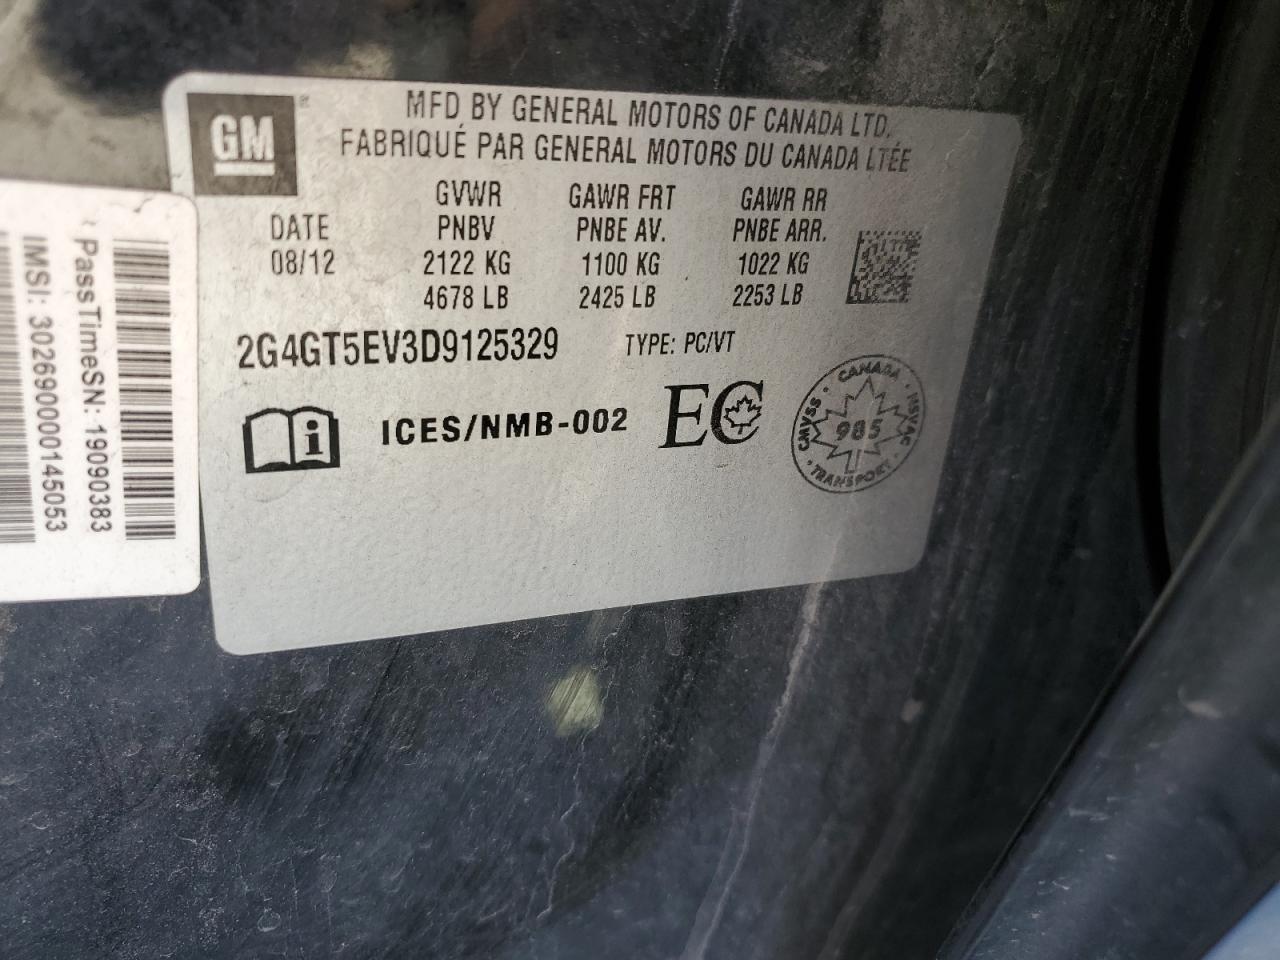 GM
MFD BY GENERAL MOTORS OF CANADA LTD.
FABRIQUÉ PAR GENERAL MOTORS DU CANADA LTÉE
DATE
08/12
GVWR
PNBV
2122 KG
4678 LB
GAWR FRT
PNBE AV.
1100 KG
2425 LB
GAWR RR
PNBE ARR.
1022 KG
2253 LB
2G4GT5EV3D9125329 TYPE: PC/VT
ICES/NMB-002
EC
CANADA
CMVSS · NSVAC
985
TRANSPORT
PassTimeSN: 19090383
IMSI: 302690000145053